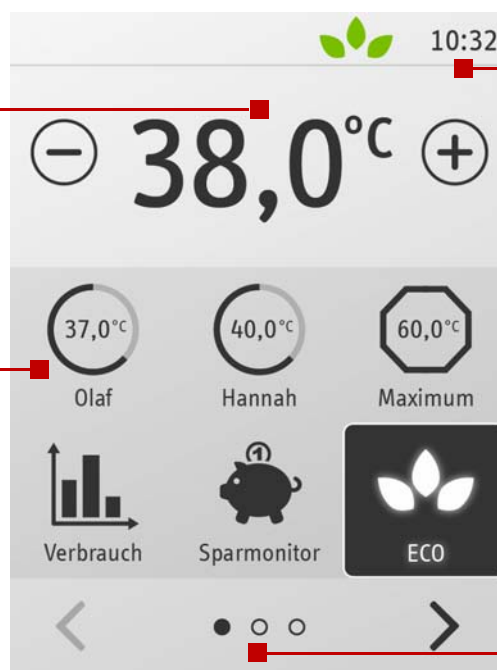 10:32
38,0°C
37,0°C 40,0°C 60,0°C
Olaf Hannah Maximum
1
Verbrauch Sparmonitor ECO